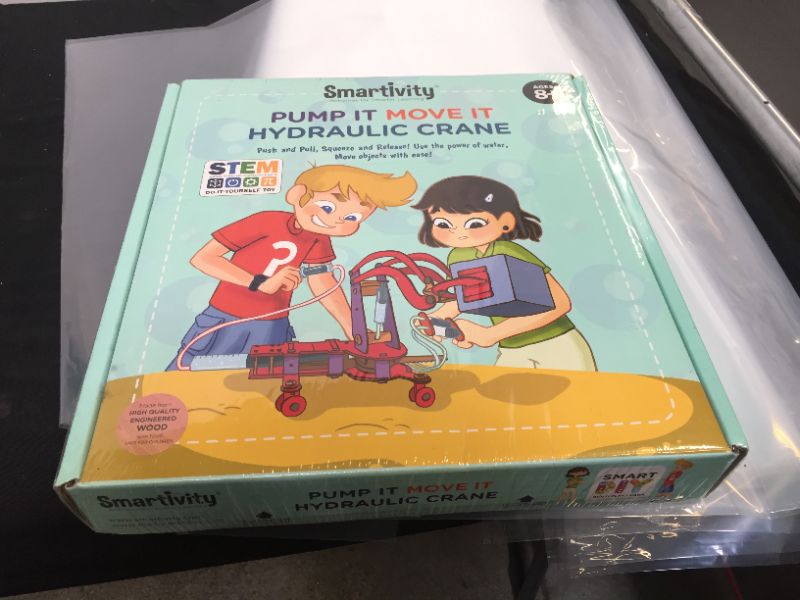 Smartivity
PUMP IT MOVE IT
HYDRAULIC CRANE
Push and Pull, Squeeze and Release! Use the power of water,
Move objects with ease!
AGES
8+
STEM
DO-IT-YOURSELF TOY
?
HIGH QUALITY
ENGINEERED
WOOD
Smartivity
PUMP IT MOVE IT
HYDRAULIC CRANE
SMART